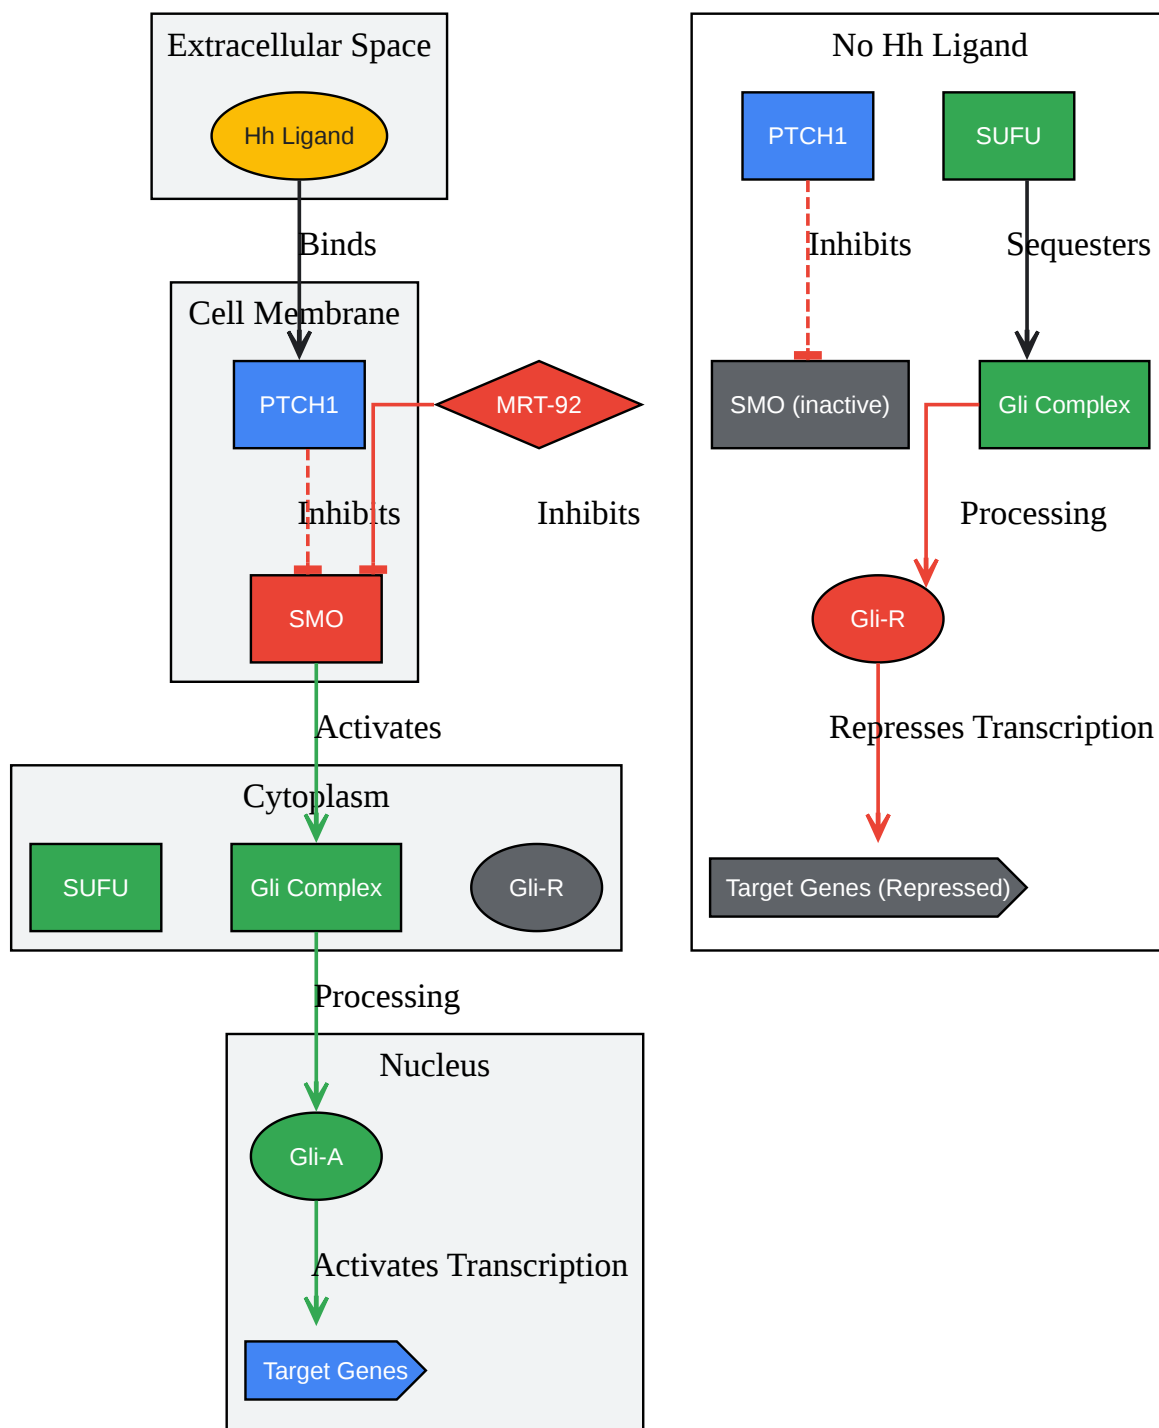 Extracellular Space
Hh Ligand
Binds
Cell Membrane
PTCH1
MRT-92
Inhibits
Inhibits
SMO
Activates
Cytoplasm
SUFU
Gli Complex
Gli-R
Processing
Nucleus
Gli-A
Activates Transcription
Target Genes
No Hh Ligand
PTCH1
SUFU
Inhibits
Sequesters
SMO (inactive)
Gli Complex
Processing
Gli-R
Represses Transcription
Target Genes (Repressed)